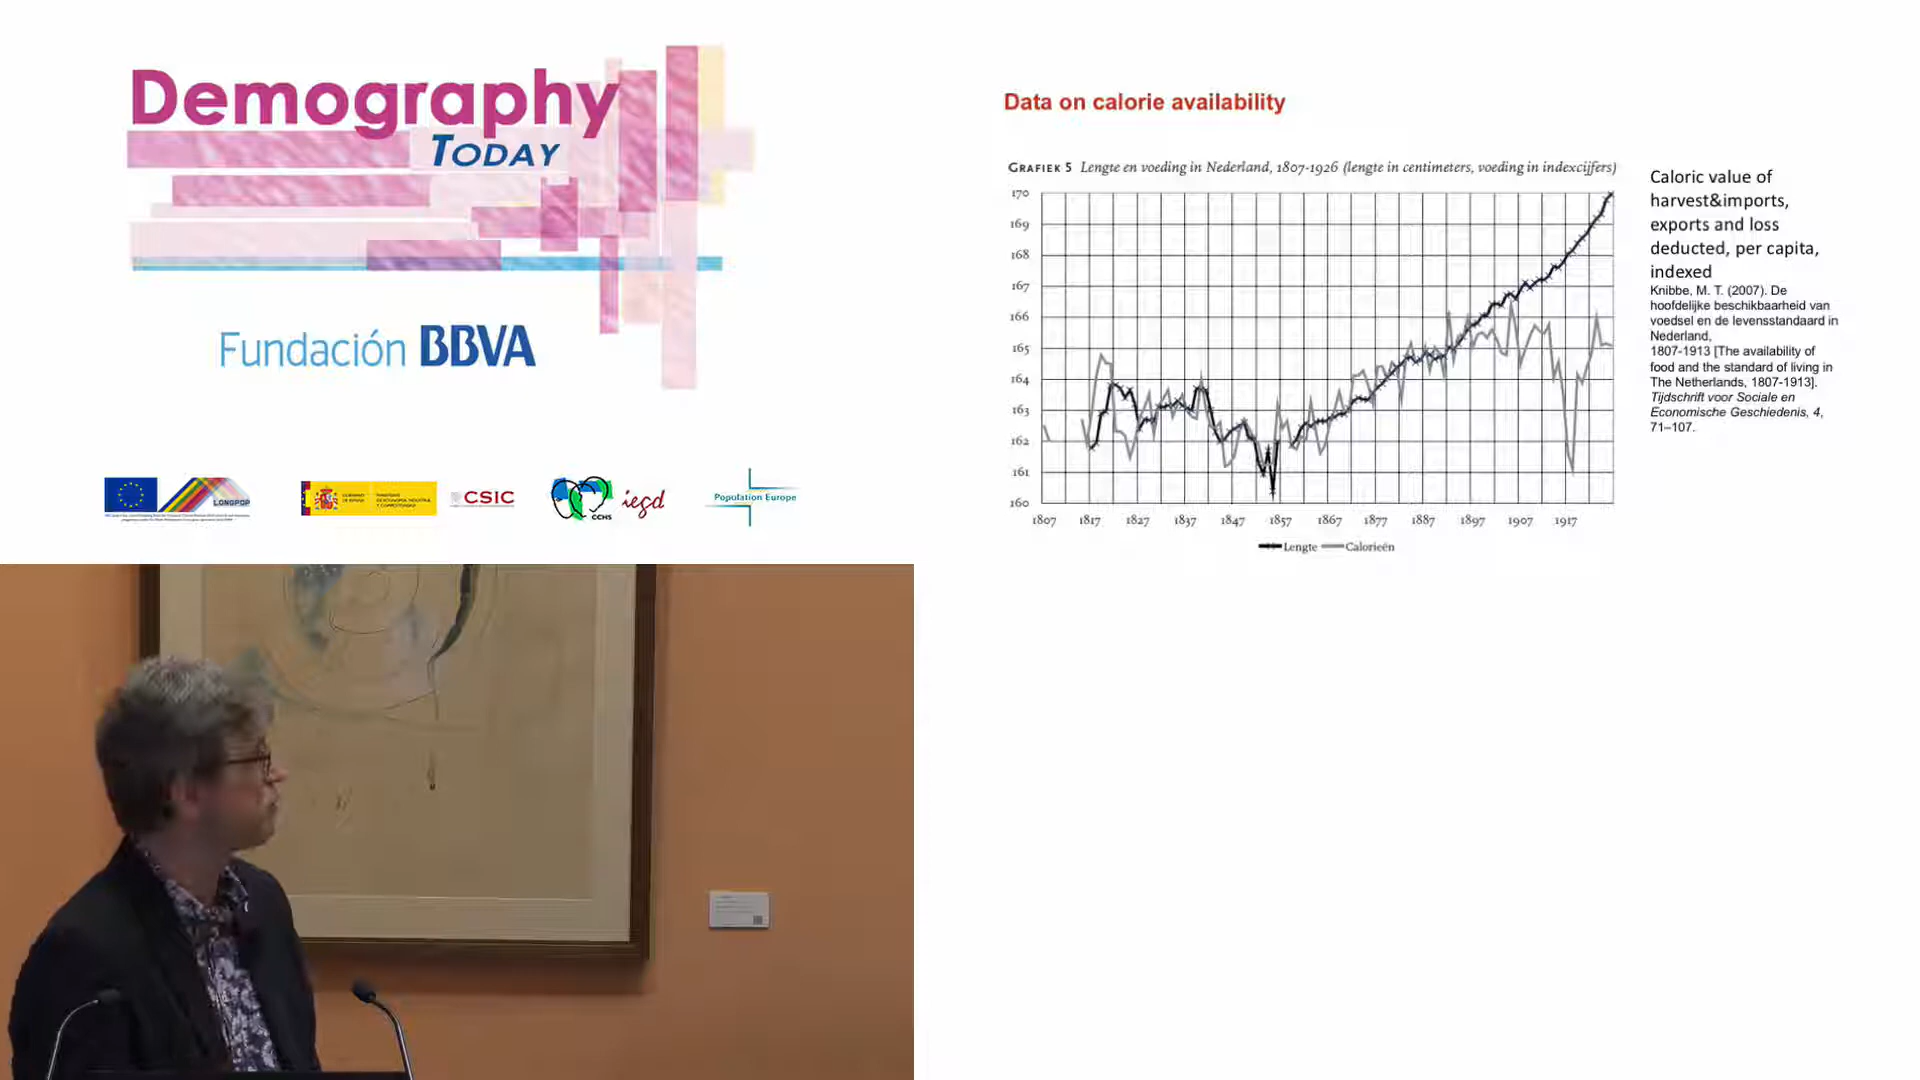 Demography
TODAY
Fundación BBVA
LONGPOP
CSIC
CCHS
iegd
Population Europe
Data on calorie availability
GRAFIEK 5 Lengte en voeding in Nederland, 1807-1926 (lengte in centimeters, voeding in indexcijfers)
170
169
168
167
166
165
164
163
162
161
160
1807 1817 1827 1837 1847 1857 1867 1877 1887 1897 1907 1917
Lengte Calorieën
Caloric value of
harvest&imports,
exports and loss
deducted, per capita,
indexed
Knibbe, M. T. (2007). De
hoofdelijke beschikbaarheid van
voedsel en de levensstandaard in
Nederland,
1807-1913 [The availability of
food and the standard of living in
The Netherlands, 1807-1913].
Tijdschrift voor Sociale en
Economische Geschiedenis, 4,
71–107.